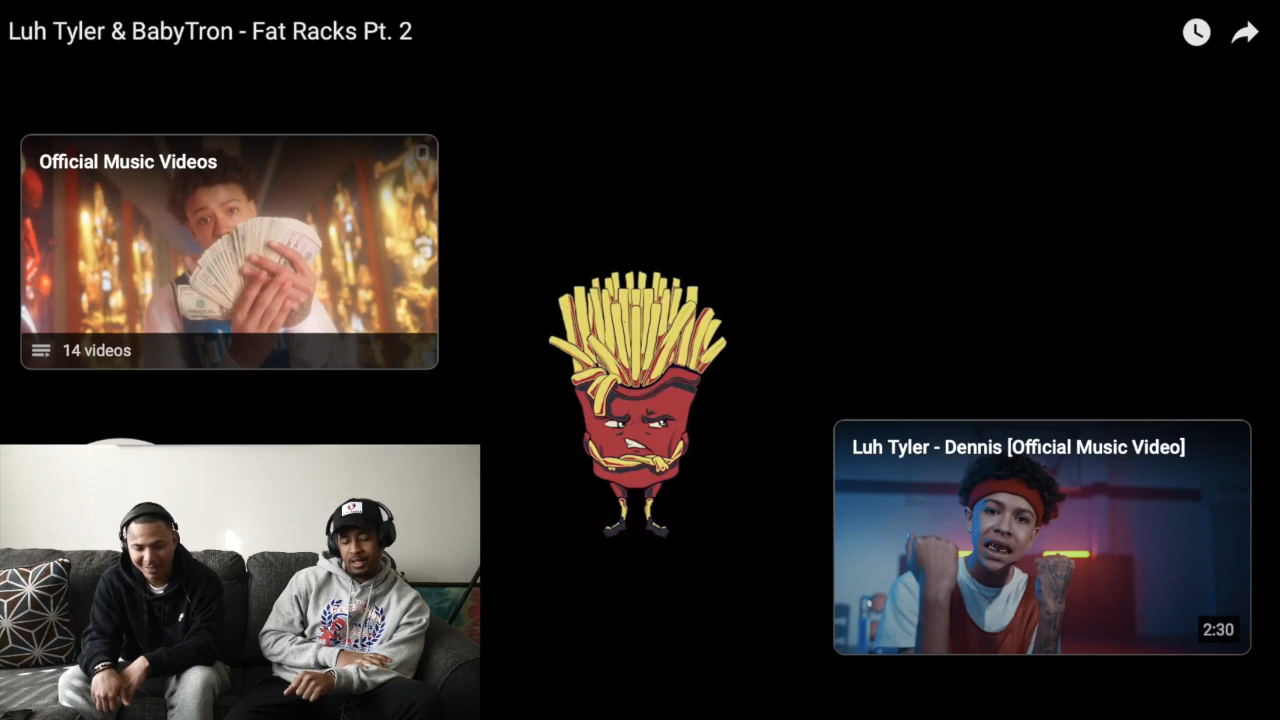 Luh Tyler & BabyTron - Fat Racks Pt. 2
Official Music Videos
14 videos
Luh Tyler - Dennis [Official Music Video]
2:30